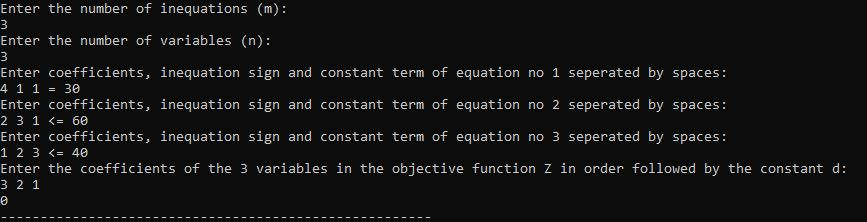 Enter the number of inequations (m):
3
Enter the number of variables (n):
3
Enter coefficients, inequation sign and constant term of equation no 1 seperated by spaces:
4 1 1 = 30
Enter coefficients, inequation sign and constant term of equation no 2 seperated by spaces:
2 3 1 <= 60
Enter coefficients, inequation sign and constant term of equation no 3 seperated by spaces:
1 2 3 <= 40
Enter the coefficients of the 3 variables in the objective function Z in order followed by the constant d:
3 2 1
0
------------------------------------------------------